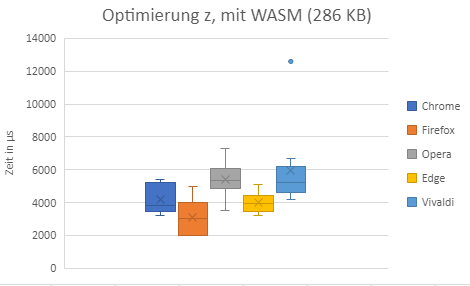 Optimierung z, mit WASM (286 KB)
14000
12000
10000
8000
6000
4000
2000
0
Zeit in µs
Chrome
Firefox
Opera
Edge
Vivaldi